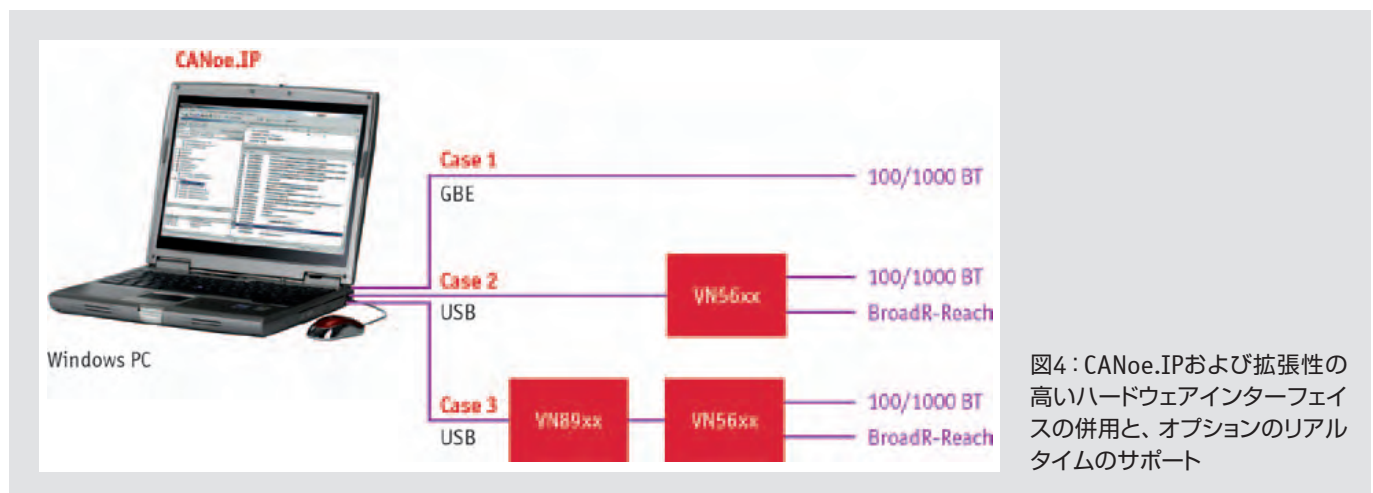 CANoe.IP
Case 1
GBE
100/1000 BT
Case 2
USB
VN56xx
100/1000 BT
BroadR-Reach
Windows PC
Case 3
USB
VN89xx
VN56xx
100/1000 BT
BroadR-Reach
図4：CANoe.IPおよび拡張性の
高いハードウェアインターフェイ
スの併用と、オプションのリアル
タイムのサポート